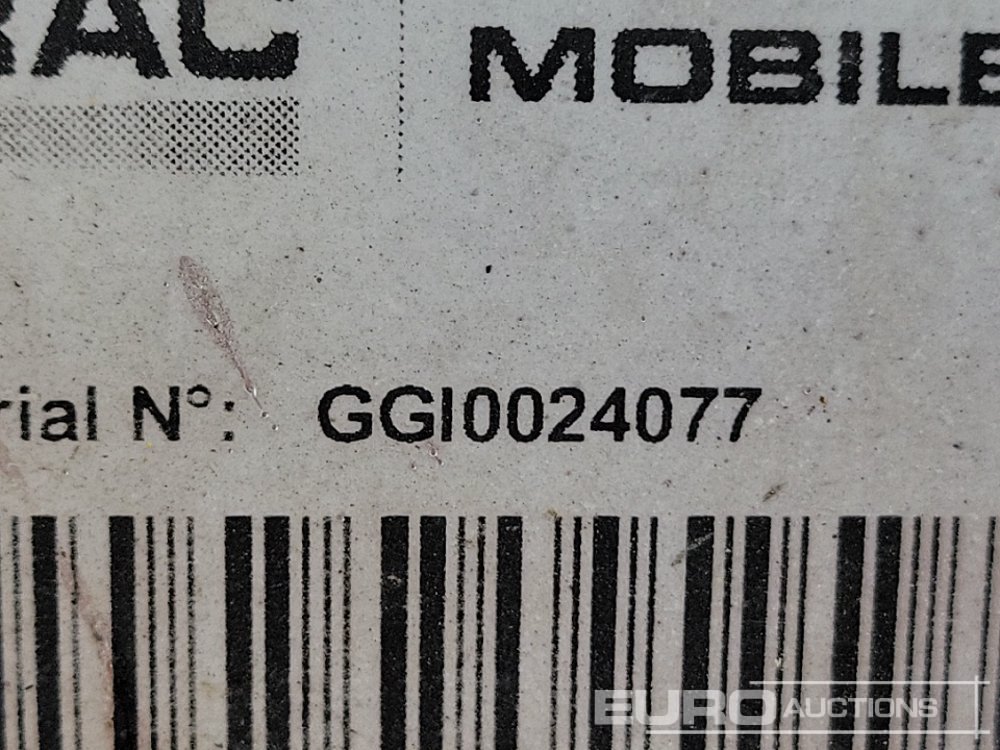 RAC MOBILE
rial N°: GGI0024077
EURO AUCTIONS